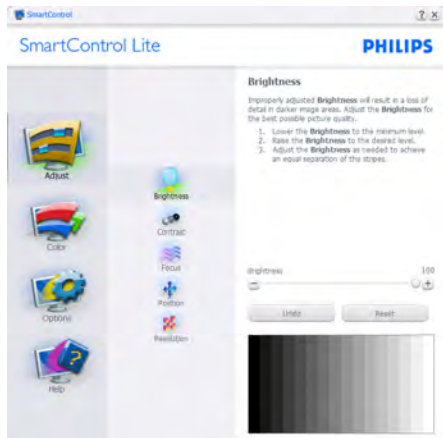 SmartControl
? x
SmartControl Lite
PHILIPS
Adjust
Color
Options
Help
Brightness
Contrast
Focus
Position
Resolution
Brightness
Improperly adjusted Brightness will result in a loss of
detail in darker image areas. Adjust the Brightness for
the best possible picture quality.
1. Lower the Brightness to the minimum level.
2. Raise the Brightness to the desired level.
3. Adjust the Brightness as needed to achieve
an equal separation of the stripes.
Brightness 100
Undo Reset
?